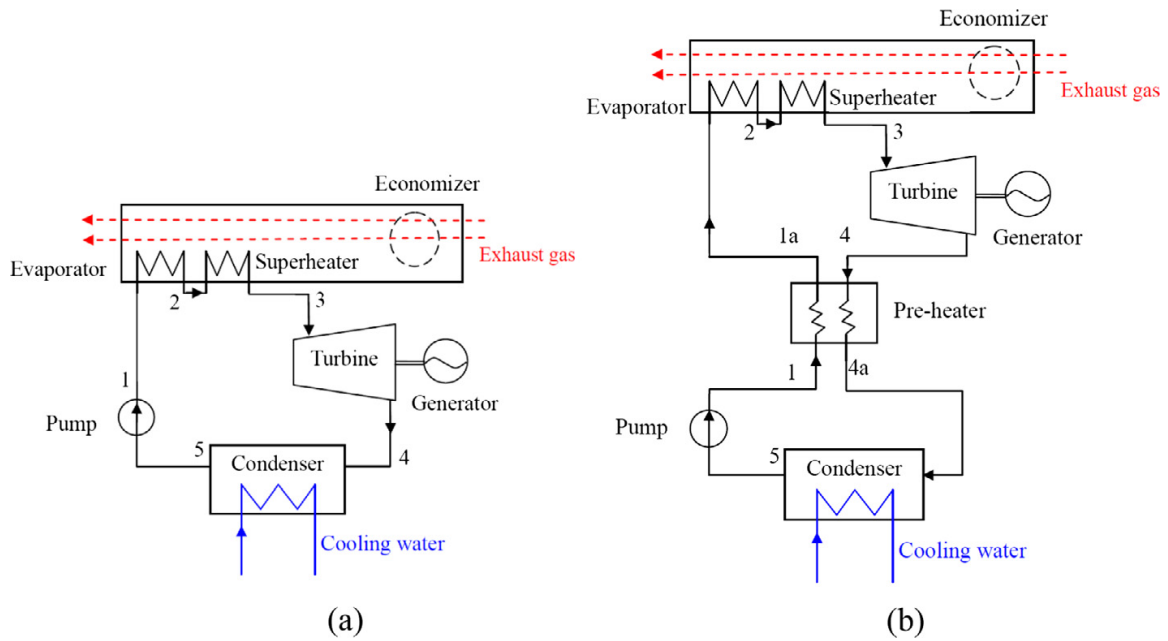 Economizer
Exhaust gas
Evaporator
Superheater
2
3
Turbine
Generator
1
Pump
5
Condenser
4
Cooling water
(a)
Economizer
Exhaust gas
Evaporator
Superheater
2
3
Turbine
Generator
1a
4
Pre-heater
1
4a
Pump
5
Condenser
Cooling water
(b)